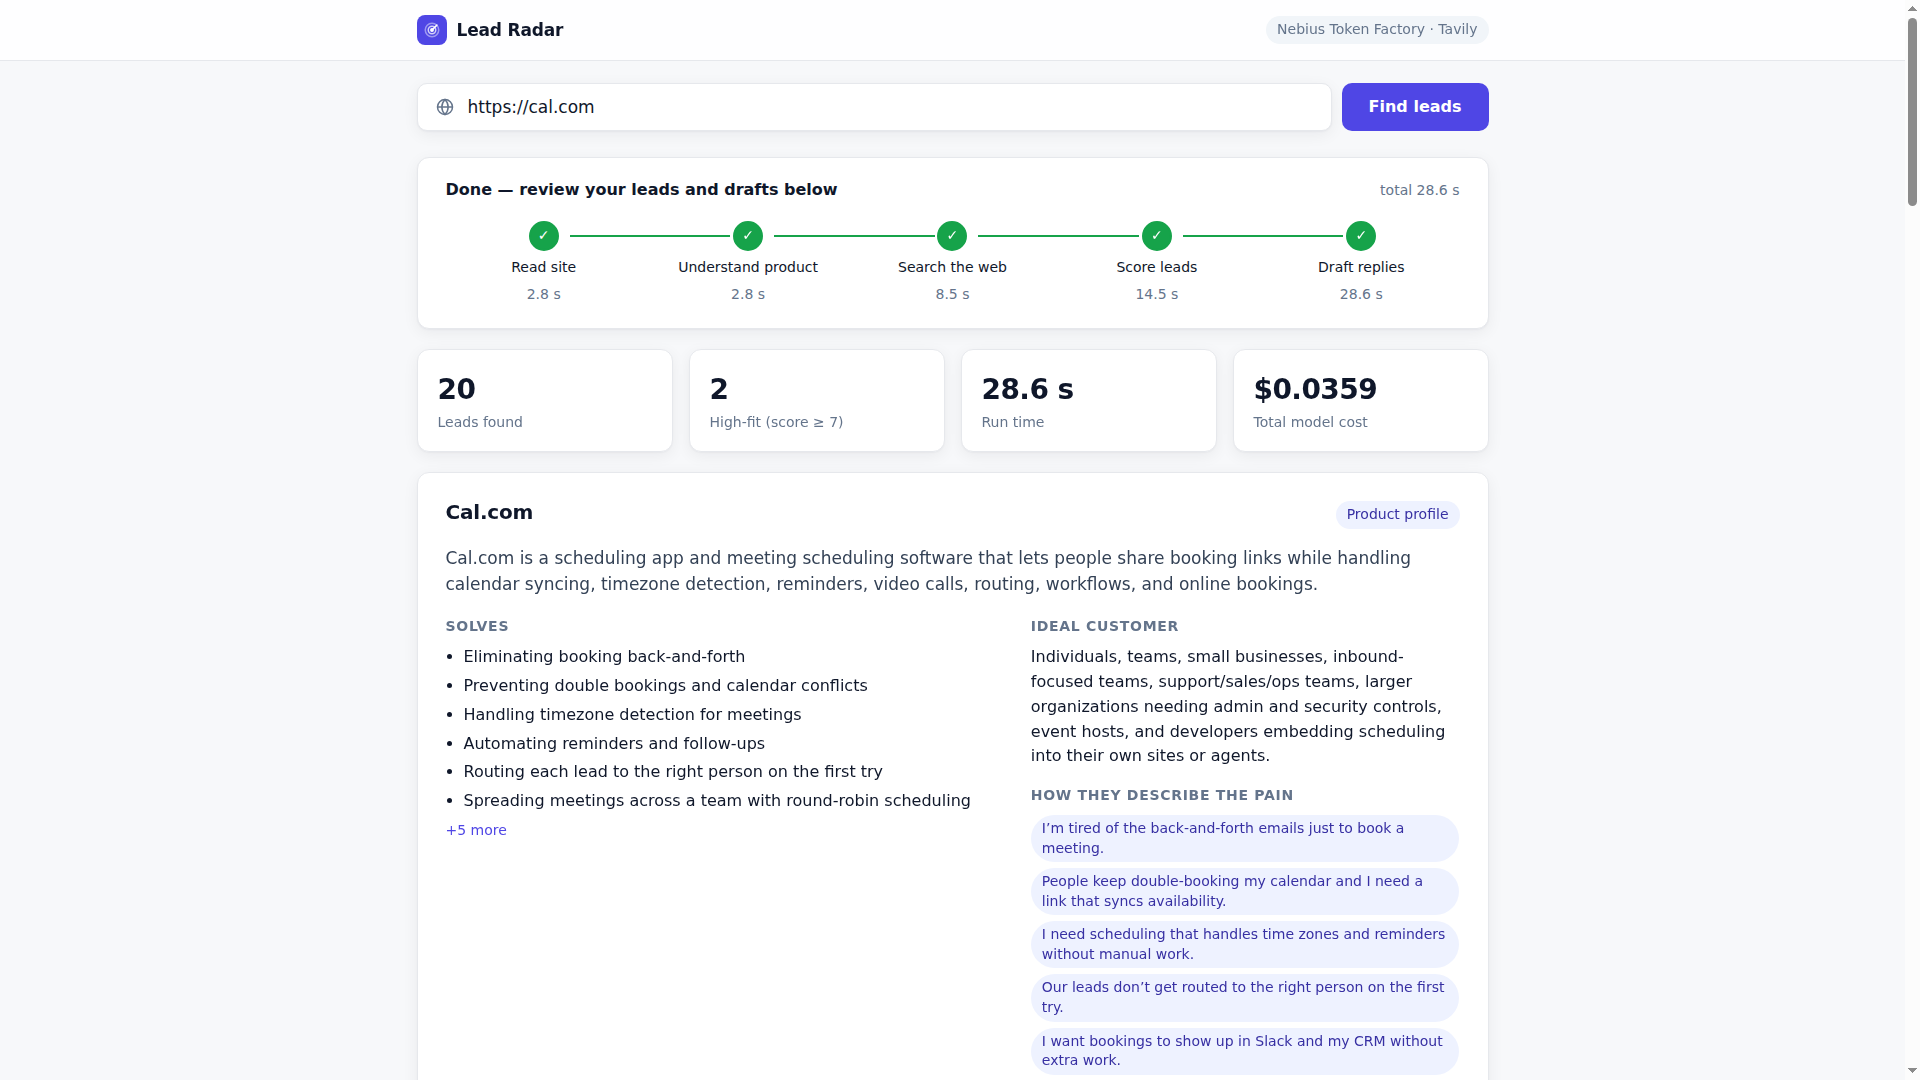 Lead Radar
Nebius Token Factory · Tavily
https://cal.com
Find leads
Done — review your leads and drafts below
total 28.6 s
✓ ✓ ✓ ✓ ✓
Read site
Understand product
Search the web
Score leads
Draft replies
2.8 s
2.8 s
8.5 s
14.5 s
28.6 s
20
Leads found
2
High-fit (score ≥ 7)
28.6 s
Run time
$0.0359
Total model cost
Cal.com
Product profile
Cal.com is a scheduling app and meeting scheduling software that lets people share booking links while handling
calendar syncing, timezone detection, reminders, video calls, routing, workflows, and online bookings.
SOLVES
• Eliminating booking back-and-forth
• Preventing double bookings and calendar conflicts
• Handling timezone detection for meetings
• Automating reminders and follow-ups
• Routing each lead to the right person on the first try
• Spreading meetings across a team with round-robin scheduling
+5 more
IDEAL CUSTOMER
Individuals, teams, small businesses, inbound-
focused teams, support/sales/ops teams, larger
organizations needing admin and security controls,
event hosts, and developers embedding scheduling
into their own sites or agents.
HOW THEY DESCRIBE THE PAIN
I’m tired of the back-and-forth emails just to book a
meeting.
People keep double-booking my calendar and I need a
link that syncs availability.
I need scheduling that handles time zones and reminders
without manual work.
Our leads don’t get routed to the right person on the first
try.
I want bookings to show up in Slack and my CRM without
extra work.